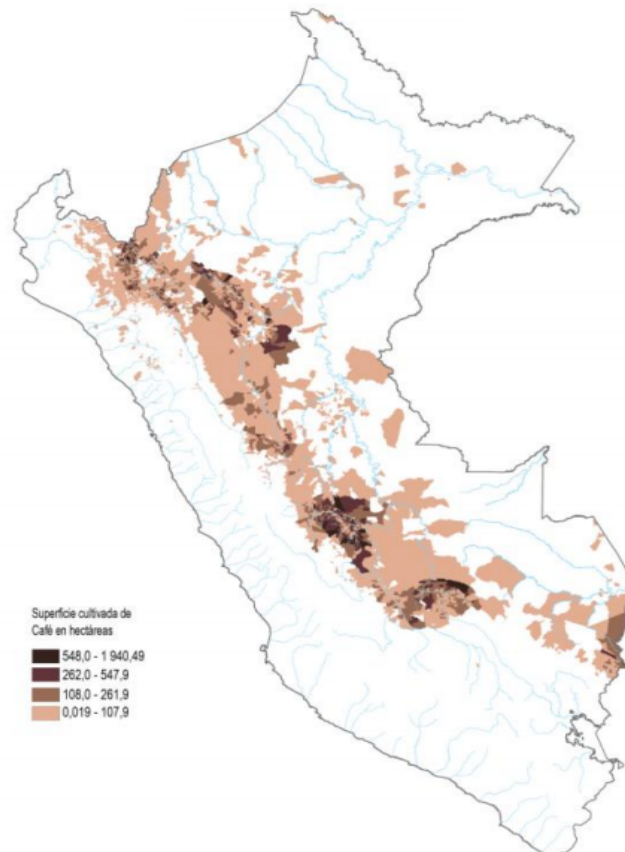 Superficie cultivada de
Café en hectáreas
548,0 - 1 940,49
262,0 - 547,9
108,0 - 261,9
0,019 - 107,9